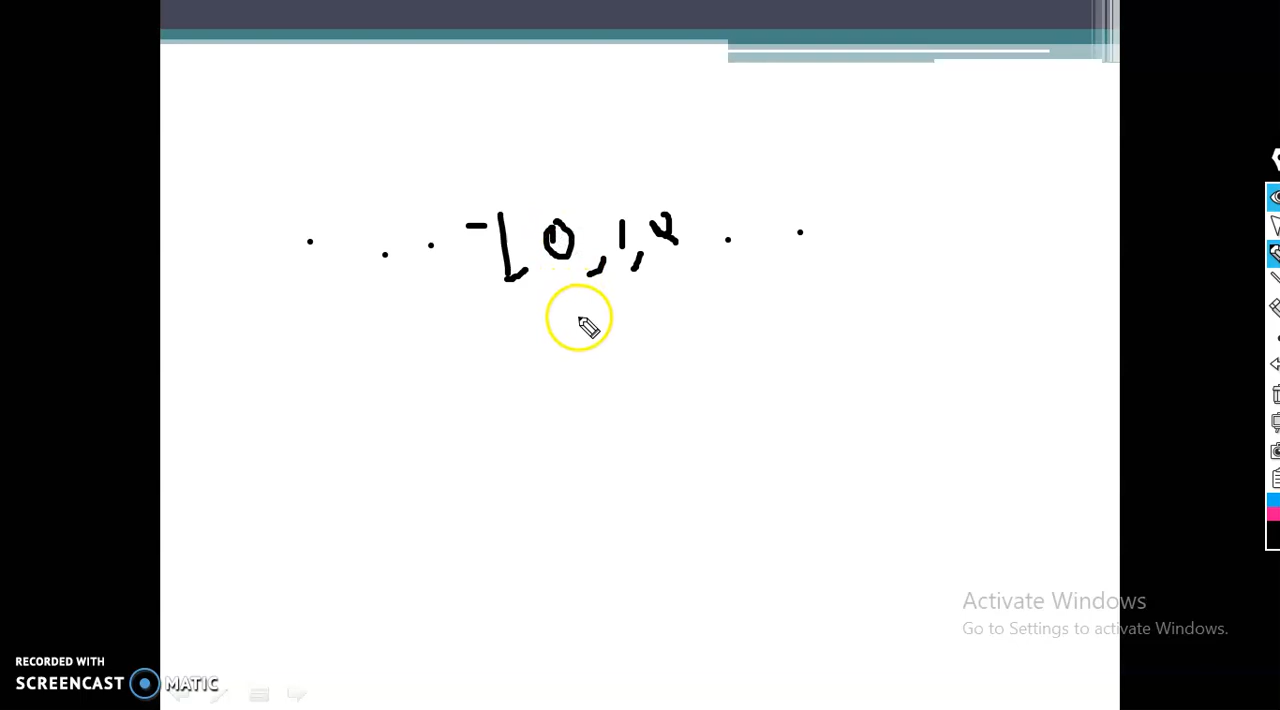 . . . -1, 0, 1, 2 . .
Activate Windows
Go to Settings to activate Windows.
RECORDED WITH
SCREENCAST MATIC